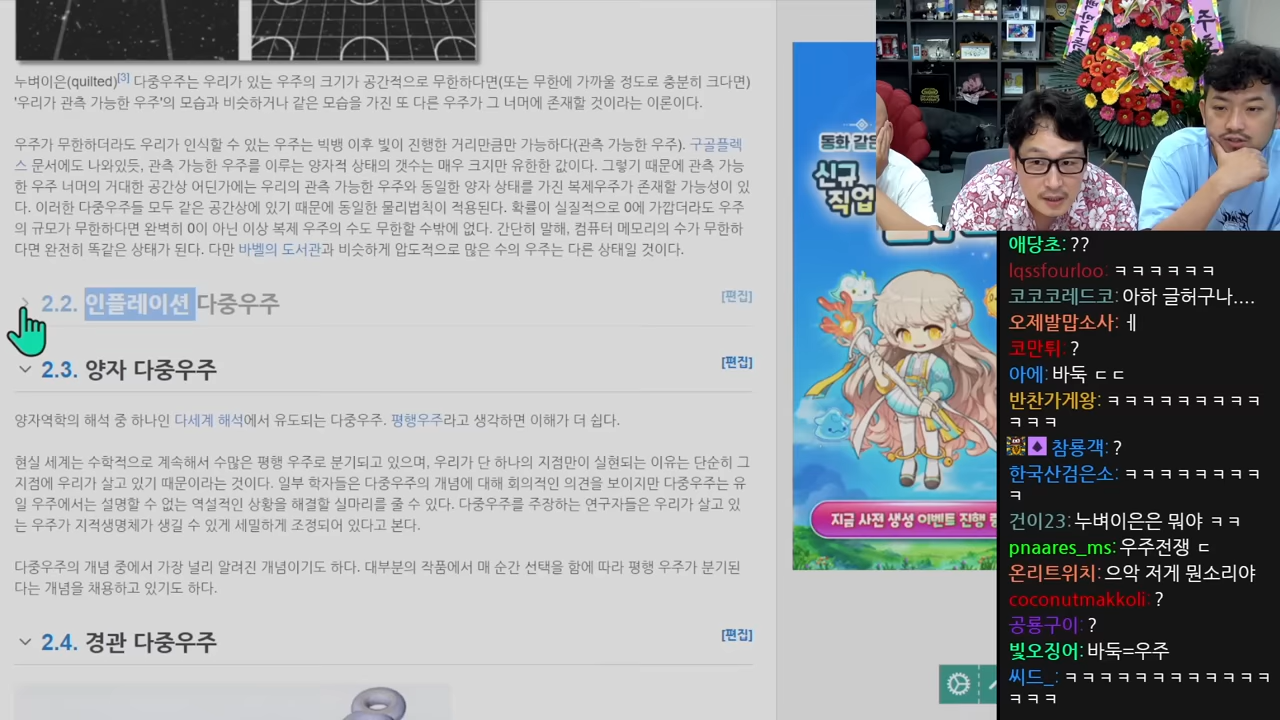 누벼이은(quilted)[3] 다중우주는 우리가 있는 우주의 크기가 공간적으로 무한하다면(또는 무한에 가까울 정도로 충분히 크다면)
'우리가 관측 가능한 우주'의 모습과 비슷하거나 같은 모습을 가진 또 다른 우주가 그 너머에 존재할 것이라는 이론이다.
우주가 무한하더라도 우리가 인식할 수 있는 우주는 빅뱅 이후 빛이 진행한 거리만큼만 가능하다(관측 가능한 우주). 구골플렉
스 문서에도 나와있듯, 관측 가능한 우주를 이루는 양자적 상태의 갯수는 매우 크지만 유한한 값이다. 그렇기 때문에 관측 가능
한 우주 너머의 거대한 공간상 어딘가에는 우리의 관측 가능한 우주와 동일한 양자 상태를 가진 복제우주가 존재할 가능성이 있
다. 이러한 다중우주들은 모두 같은 공간상에 있기 때문에 동일한 물리법칙이 적용된다. 확률이 실질적으로 0에 가깝더라도 우주
의 규모가 무한하다면 완벽히 0이 아닌 이상 복제 우주의 수도 무한할 수밖에 없다. 간단히 말해, 컴퓨터 메모리의 수가 무한하
다면 완전히 똑같은 상태가 된다. 다만 바벨의 도서관과 비슷하게 압도적으로 많은 수의 우주는 다른 상태일 것이다.
2.2. 인플레이션 다중우주
[편집]
2.3. 양자 다중우주
[편집]
양자역학의 해석 중 하나인 다세계 해석에서 유도되는 다중우주. 평행우주라고 생각하면 이해가 더 쉽다.
현실 세계는 수학적으로 계속해서 수많은 평행 우주로 분기되고 있으며, 우리가 단 하나의 지점만이 실현되는 이유는 단순히 그
지점에 우리가 살고 있기 때문이라는 것이다. 일부 학자들은 다중우주의 개념에 대해 회의적인 의견을 보이지만 다중우주는 유
일 우주에서는 설명할 수 없는 역설적인 상황을 해결할 실마리를 줄 수 있다. 다중우주를 주장하는 연구자들은 우리가 살고 있
는 우주가 지적생명체가 생길 수 있게 세밀하게 조정되어 있다고 본다.
다중우주의 개념 중에서 가장 널리 알려진 개념이기도 하다. 대부분의 작품에서 매 순간 선택을 함에 따라 평행 우주가 분기된
다는 개념을 채용하고 있기도 하다.
2.4. 경관 다중우주
[편집]
동화 같은
신규
직업
지금 사전 생성 이벤트 진행
애당초: ??
lqssfourloo: ㅋㅋㅋㅋㅋㅋ
코코코레드코: 아하 글허구나....
오제발맙소사: ㅔ
코만튀: ?
아에: 바둑 ㄷㄷ
반찬가게왕: ㅋㅋㅋㅋㅋㅋㅋㅋㅋ
ㅋㅋㅋ
참룡객: ?
한국산검은소: ㅋㅋㅋㅋㅋㅋㅋㅋ
ㅋ
건이23: 누벼이은은 뭐야 ㅋㅋ
pnaares_ms: 우주전쟁 ㄷ
온리트위치: 으악 저게 뭔소리야
coconutmakkoli: ?
공룡구이: ?
빛오징어: 바둑=우주
씨드_: ㅋㅋㅋㅋㅋㅋㅋㅋㅋㅋㅋㅋ
ㅋㅋㅋ